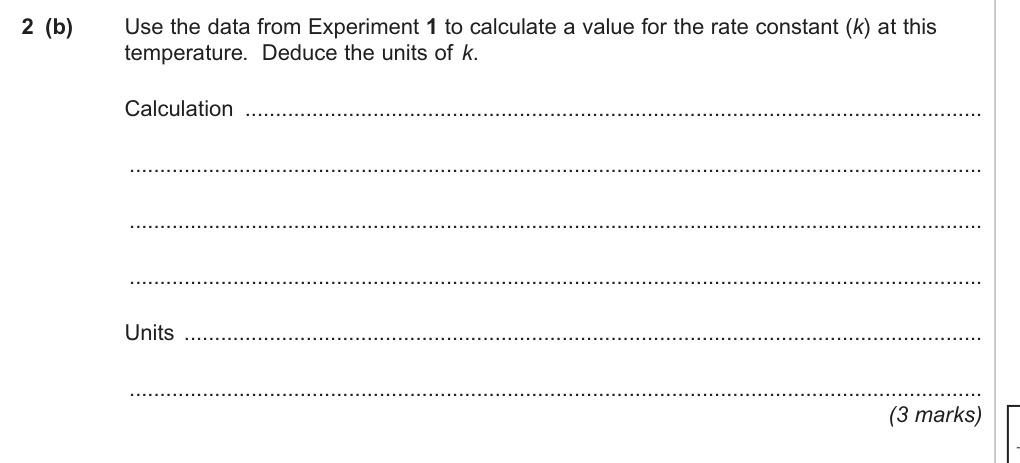 2 (b) Use the data from Experiment 1 to calculate a value for the rate constant (k) at this
temperature. Deduce the units of k.
Calculation ................................................................................
................................................................................
................................................................................
................................................................................
Units ................................................................................
................................................................................
(3 marks)